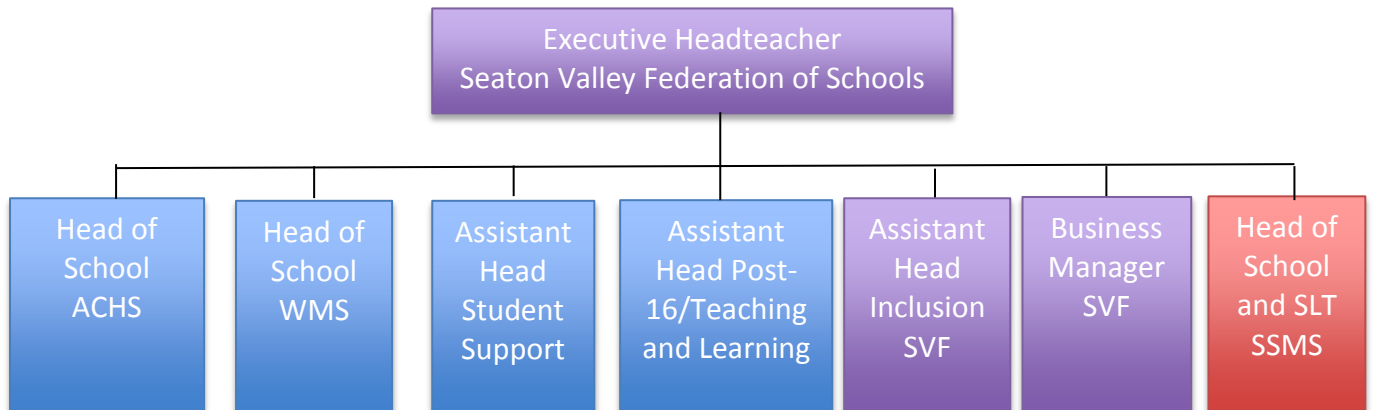 Executive Headteacher
Seaton Valley Federation of Schools
Head of
School
ACHS
Head of
School
WMS
Assistant
Head
Student
Support
Assistant
Head Post-
16/Teaching
and Learning
Assistant
Head
Inclusion
SVF
Business
Manager
SVF
Head of
School
and SLT
SSMS